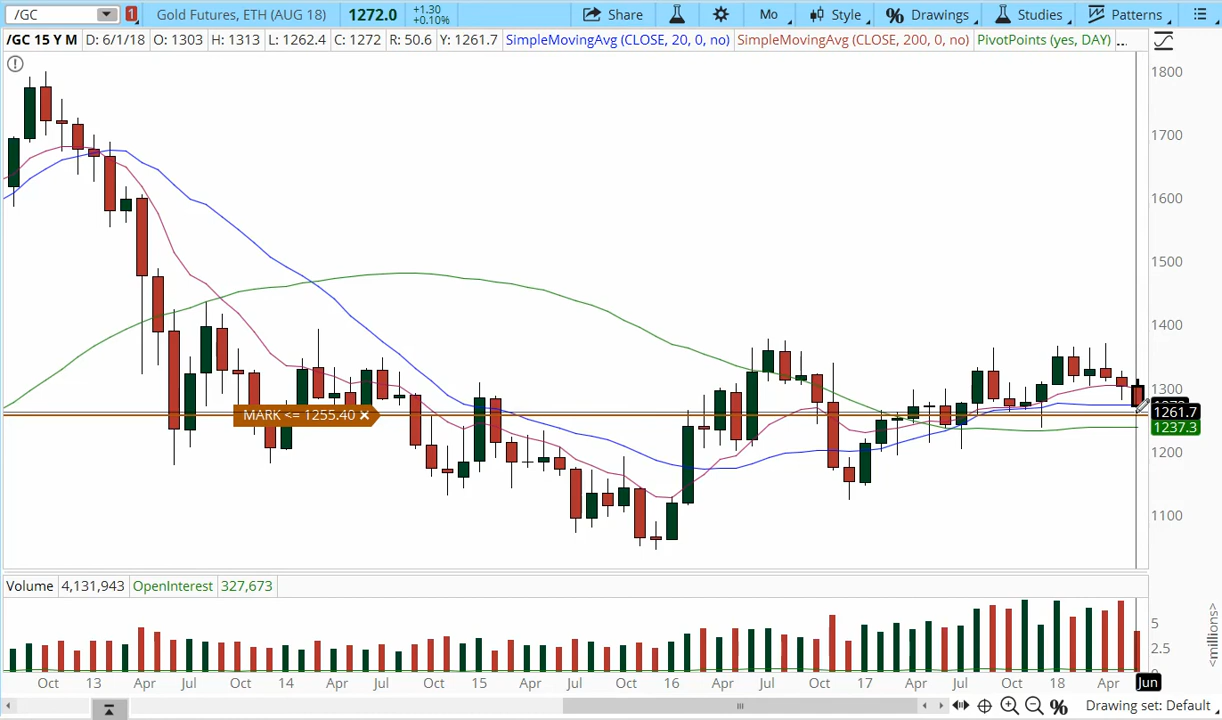 /GC 1 Gold Futures, ETH (AUG 18) 1272.0 +1.30 +0.10% Share Mo Style Drawings Studies Patterns
/GC 15 Y M D: 6/1/18 O: 1303 H: 1313 L: 1262.4 C: 1272 R: 50.6 Y: 1261.7 SimpleMovingAvg (CLOSE, 20, 0, no) SimpleMovingAvg (CLOSE, 200, 0, no) PivotPoints (yes, DAY) ...
1800
1700
1600
1500
1400
1300
MARK <= 1255.40 ×
1261.7
1237.3
1200
1100
Volume 4,131,943 OpenInterest 327,673
5
2.5
0
<millions>
Oct 13 Apr Jul Oct 14 Apr Jul Oct 15 Apr Jul Oct 16 Apr Jul Oct 17 Apr Jul Oct 18 Apr Jun
Drawing set: Default